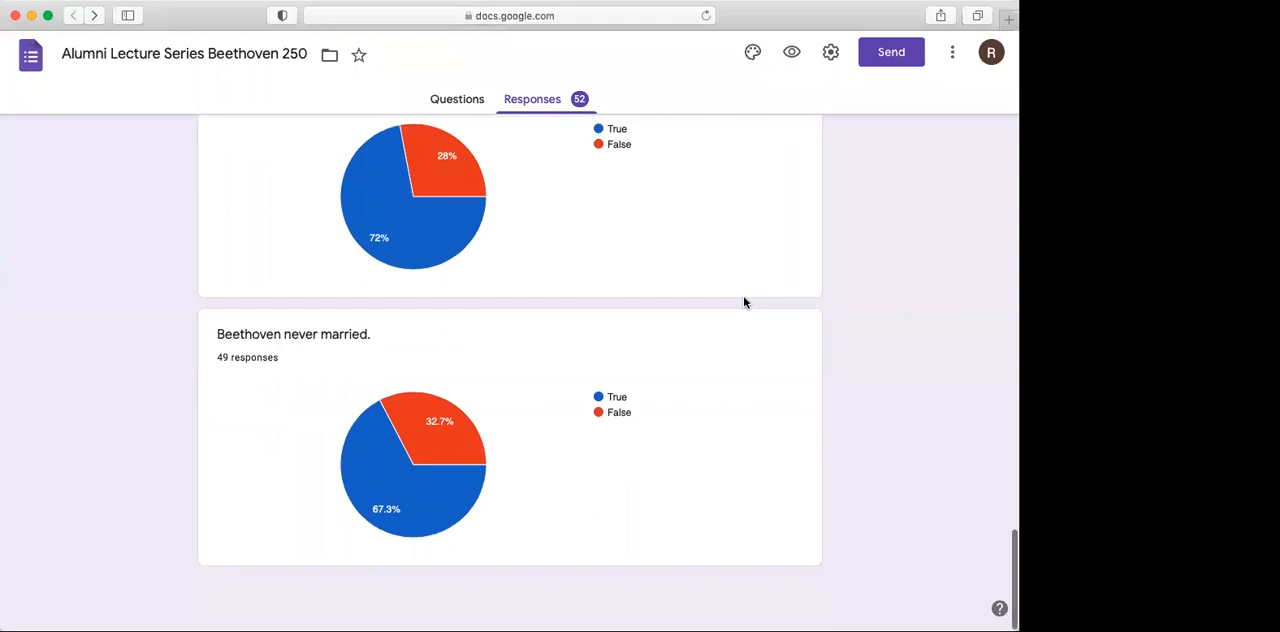 docs.google.com
Alumni Lecture Series Beethoven 250
Send
R
Questions
Responses 52
28%
72%
True
False
Beethoven never married.
49 responses
32.7%
67.3%
True
False
?